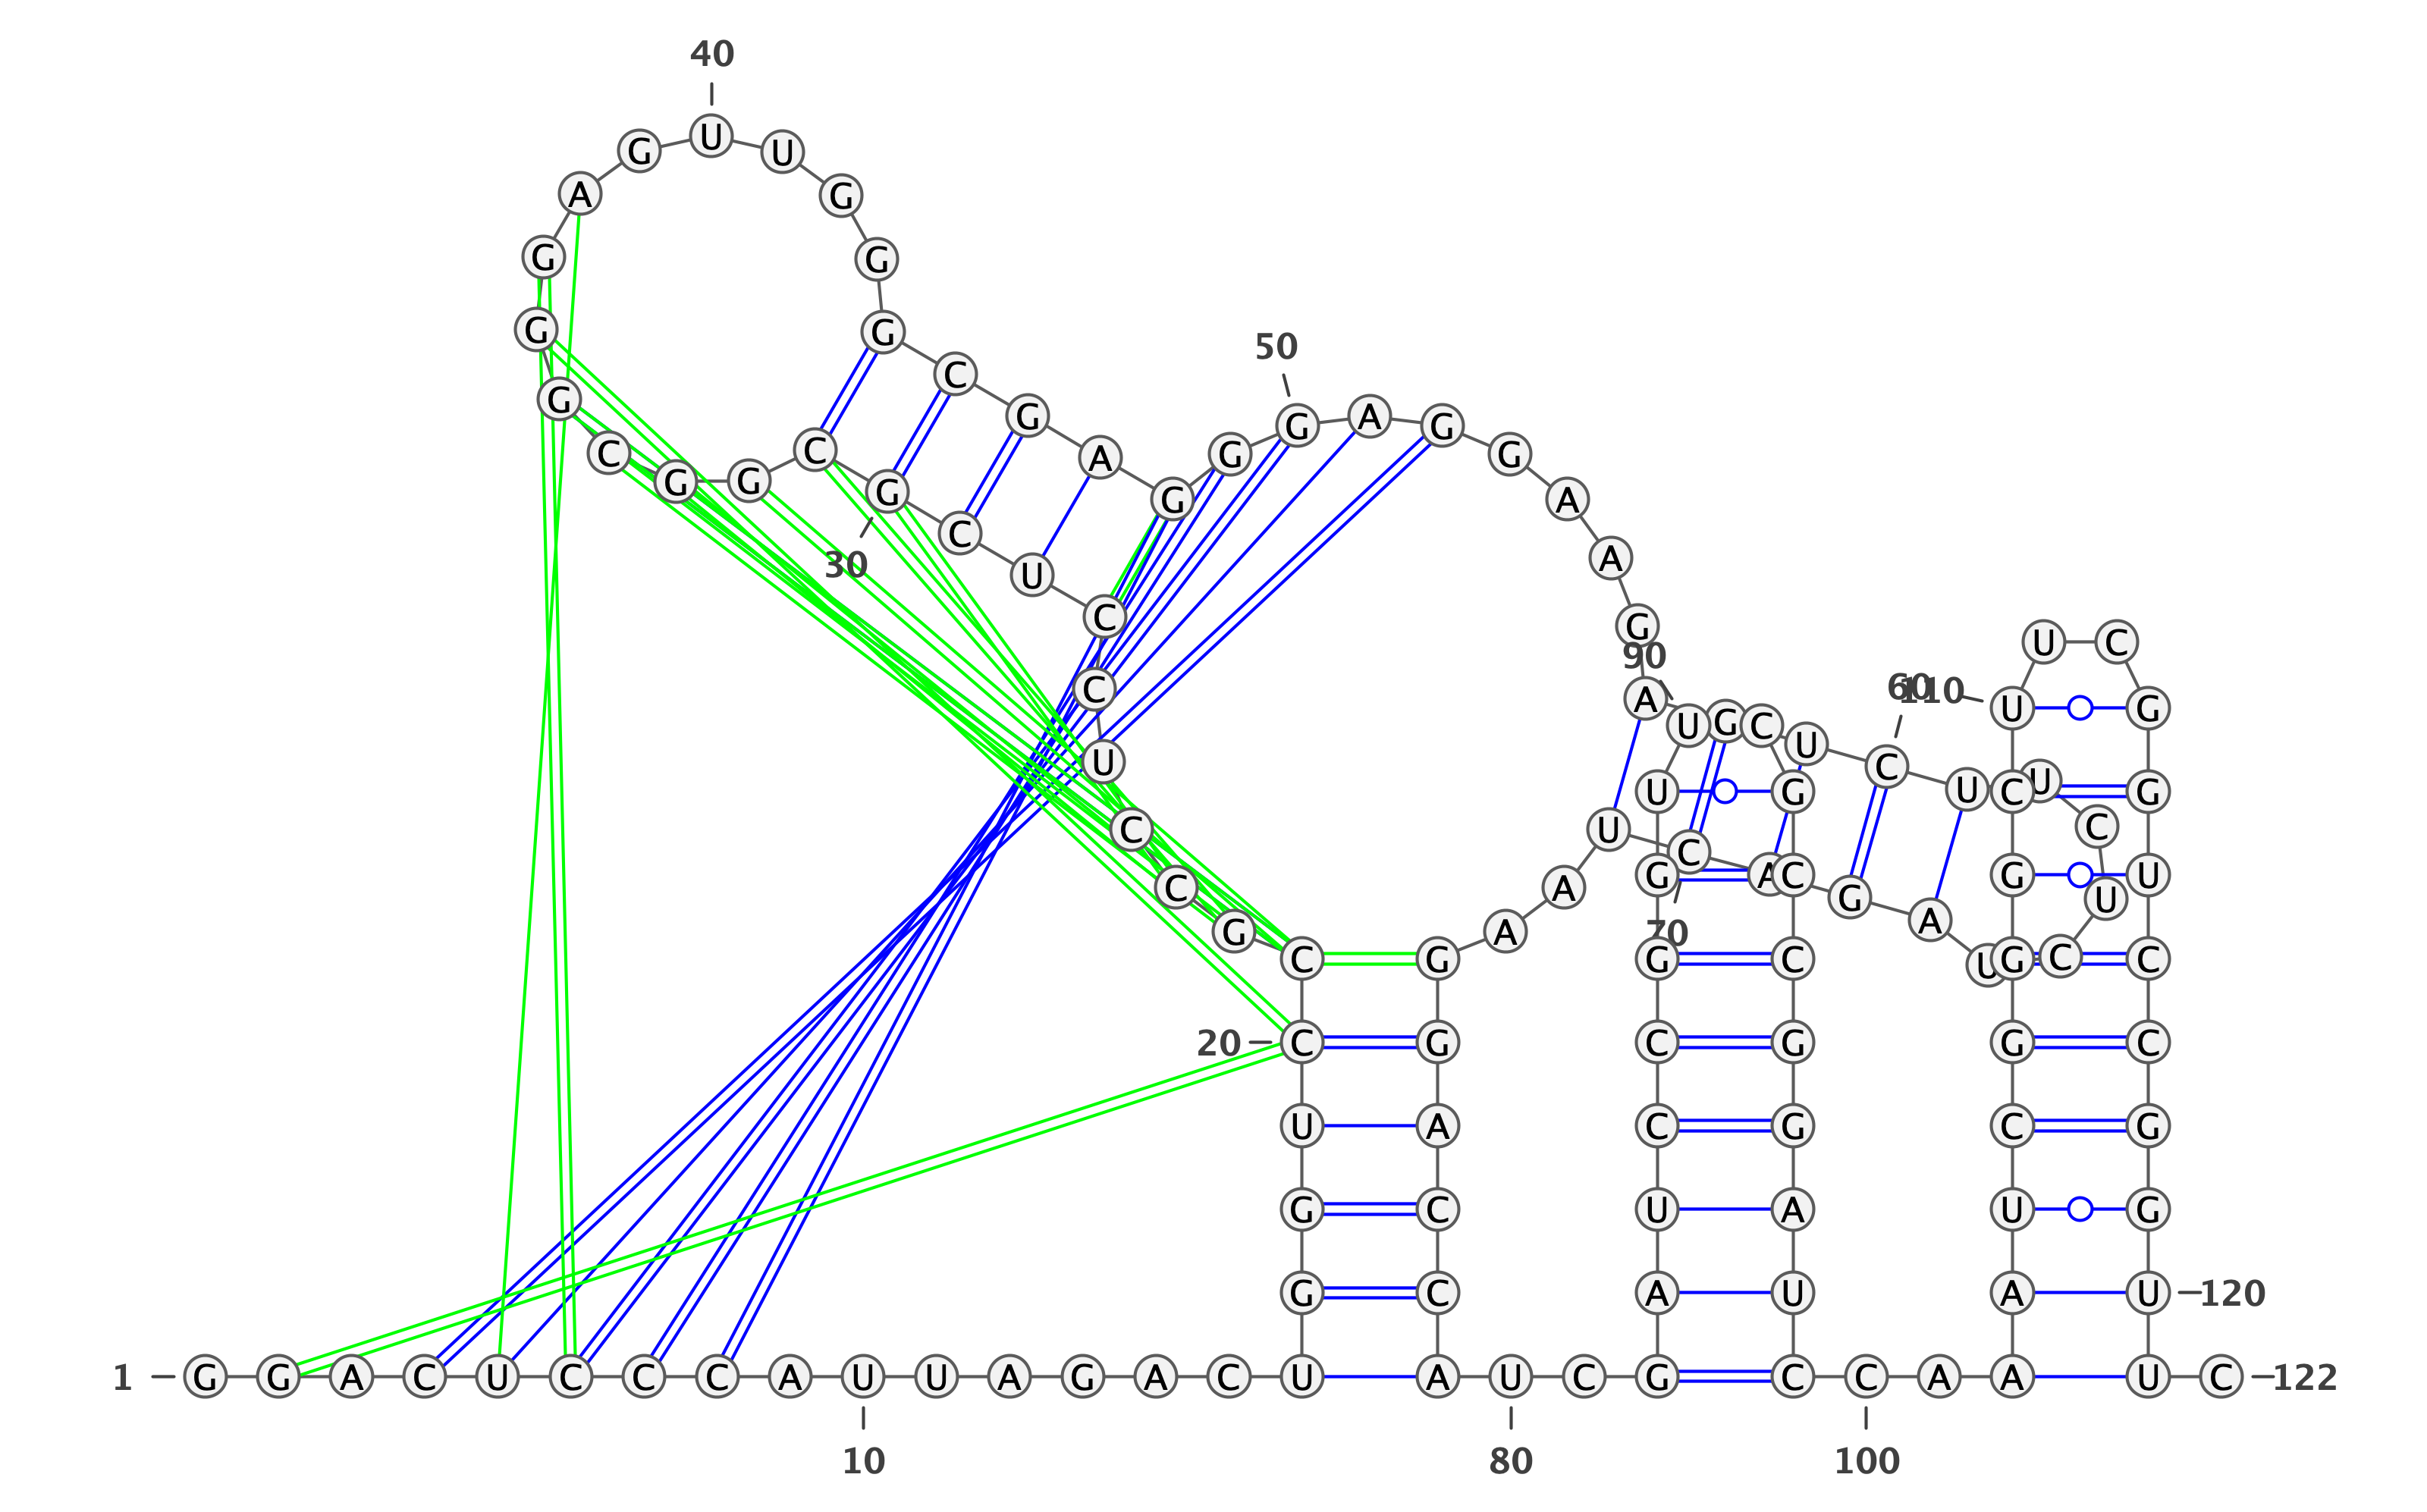 40
G U U
A G
G G
G G
50
C
G G G A G
C C A G G
G G G G A
C A
30 U
C G
U C
90
C A 60 110
U G C U U G
U C
U G U C U G
C U C
C C
C A G A C G G U U
G A 70 A
C G G C U G C C
20 C G C G G C
U A C G C G
G C U A U G
G C A U A U 120
1 G G A C U C C C A U U A G A C U A U C G C C A A U C 122
10 80 100